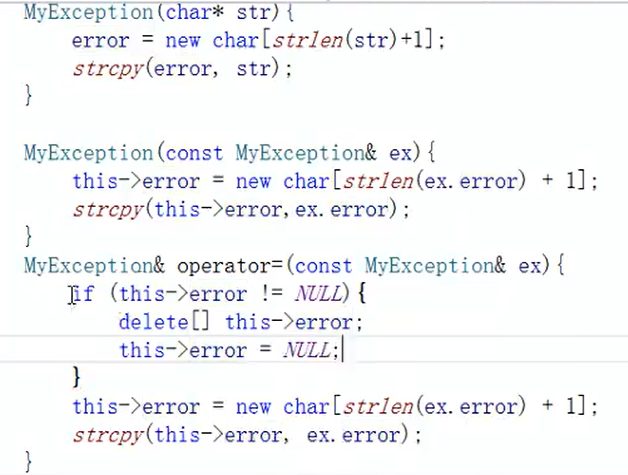 MyException(char* str){
error = new char[strlen(str)+1];
strcpy(error, str);
}
MyException(const MyException& ex){
this->error = new char[strlen(ex.error) + 1];
strcpy(this->error,ex.error);
}
MyException& operator=(const MyException& ex){
if (this->error != NULL){
delete[] this->error;
this->error = NULL;
}
this->error = new char[strlen(ex.error) + 1];
strcpy(this->error, ex.error);
}